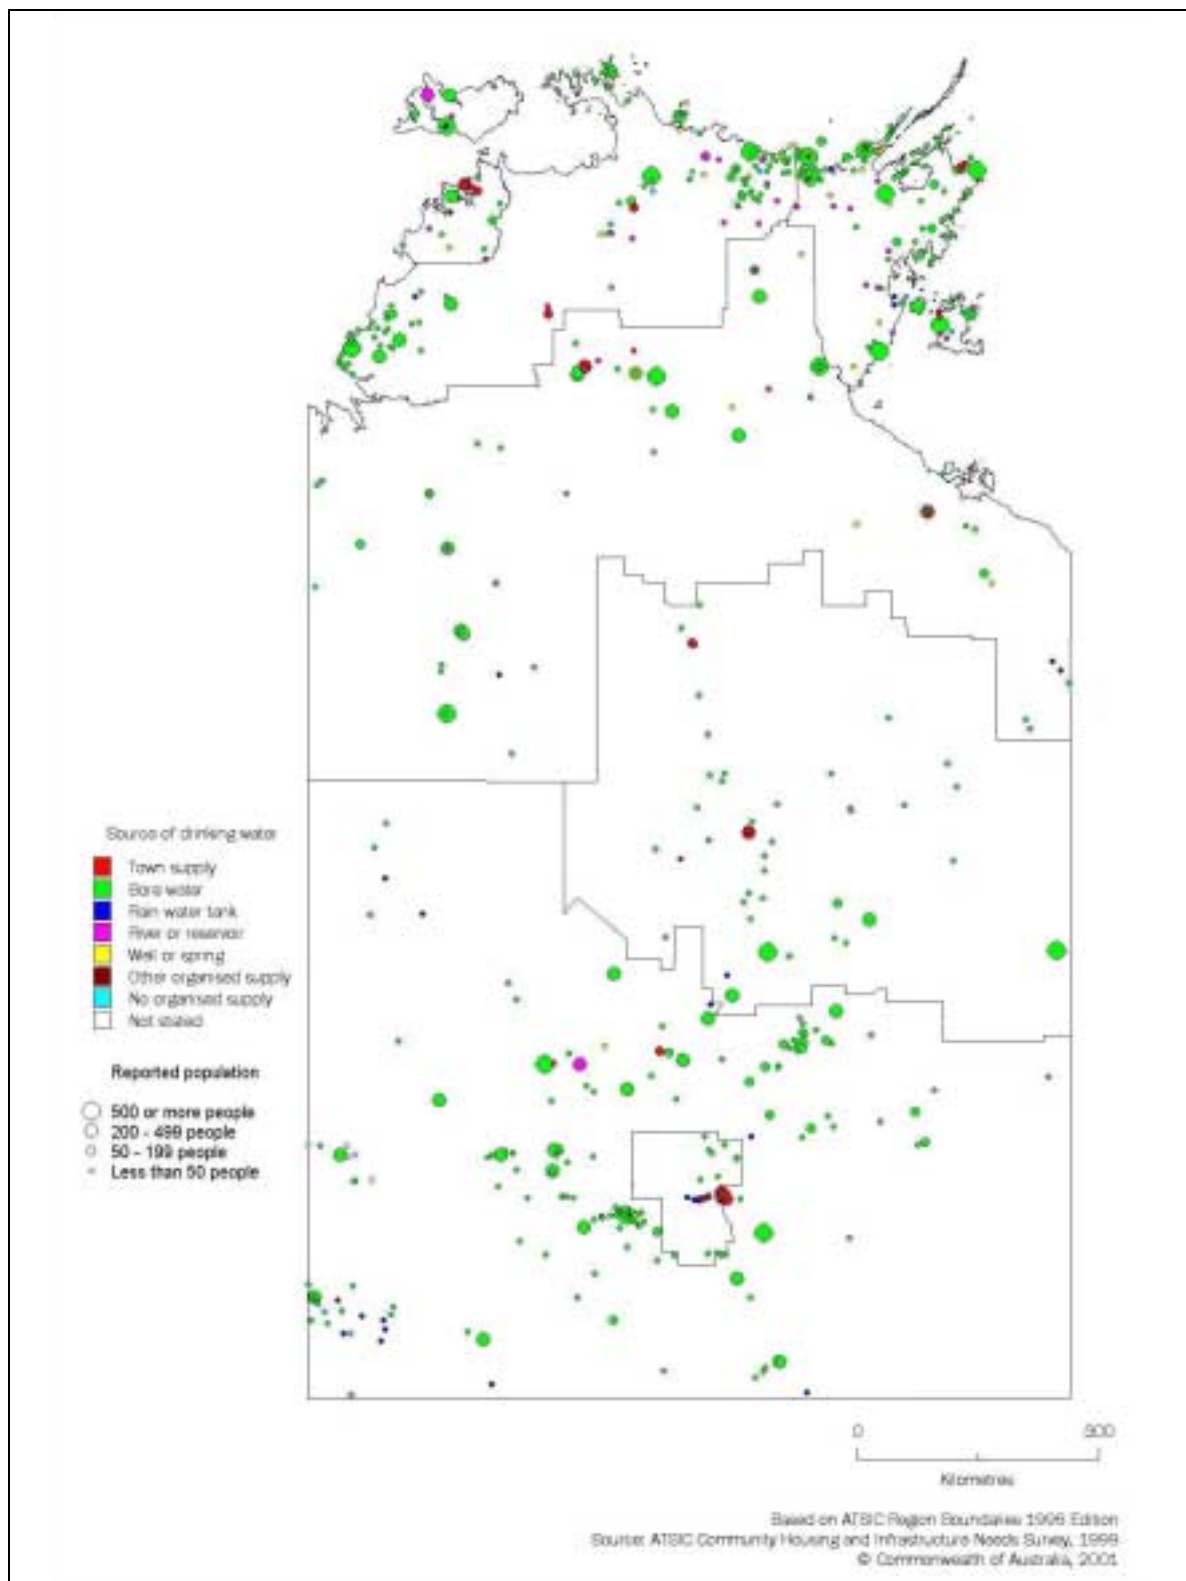 Source of drinking water
Town supply
Bore water
Rain water tank
River or reservoir
Well or spring
Other organised supply
No organised supply
Not stated
Reported population
500 or more people
200 - 499 people
50 - 199 people
Less than 50 people
0 300
Kilometres
Based on ATSIC Region Boundaries 1996 Edition
Source: ATSIC Community Housing and Infrastructure Needs Survey, 1999
© Commonwealth of Australia, 2001